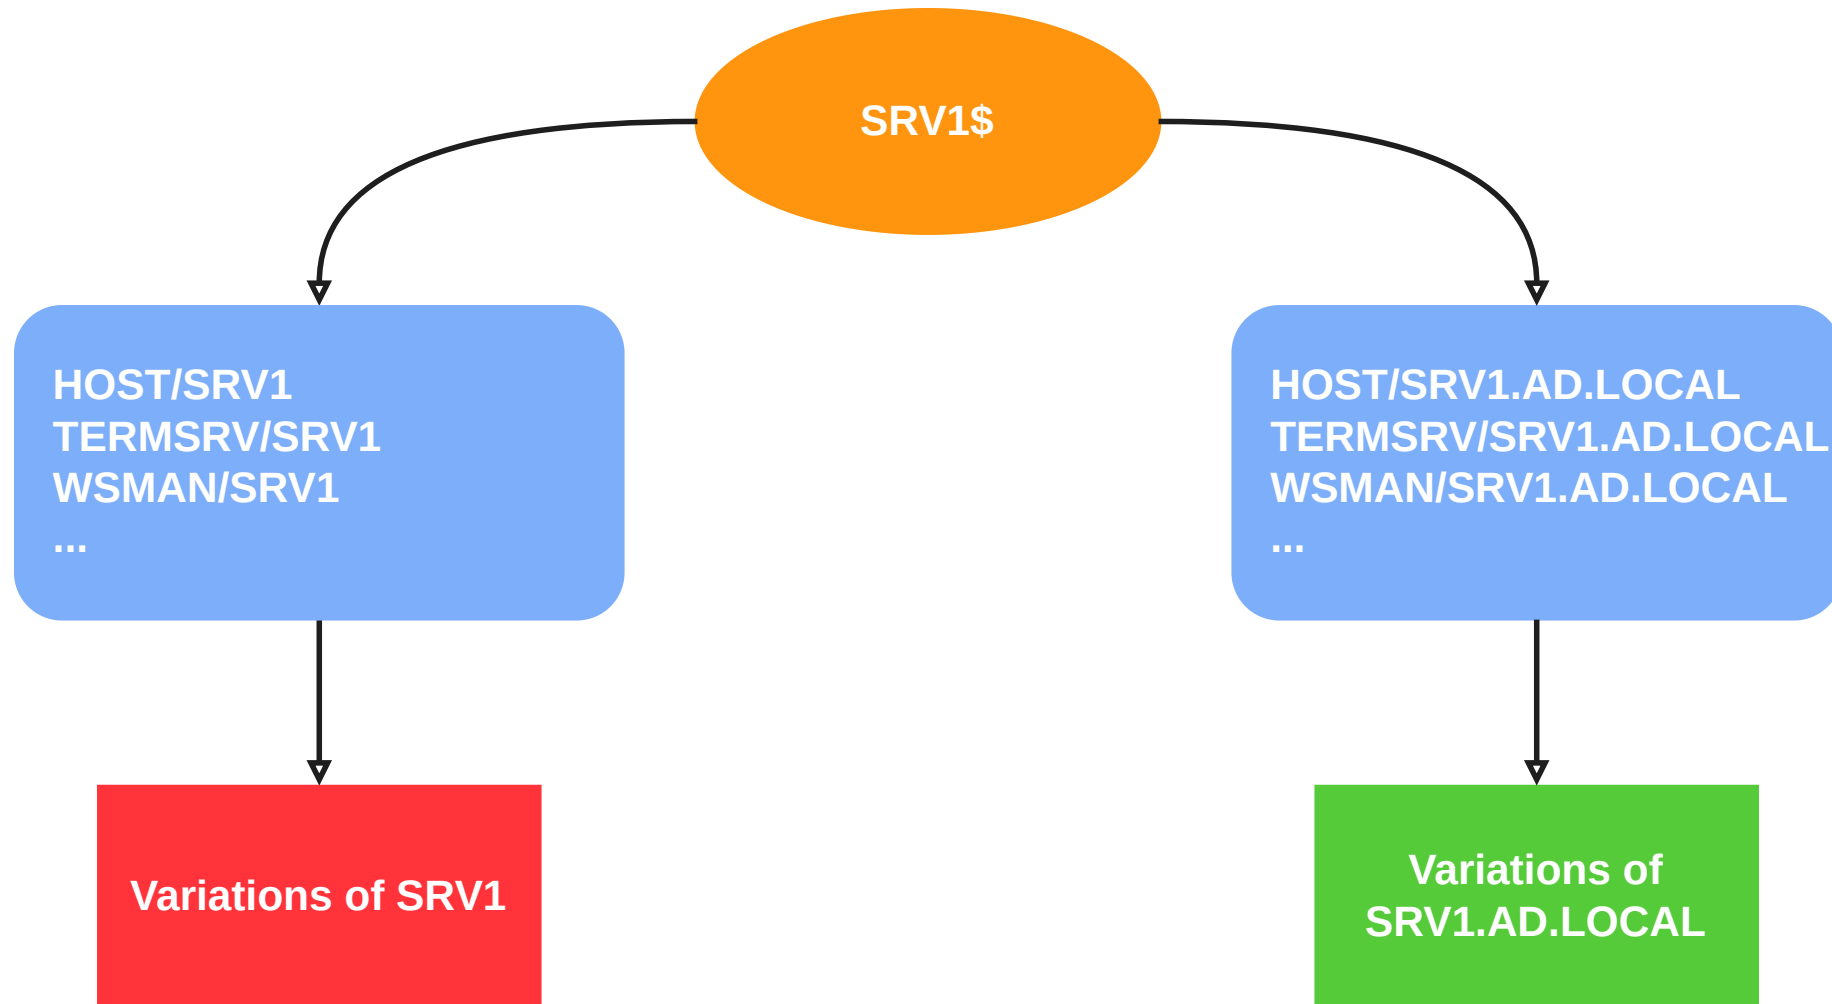 SRV1$
HOST/SRV1
TERMSRV/SRV1
WSMAN/SRV1
...
HOST/SRV1.AD.LOCAL
TERMSRV/SRV1.AD.LOCAL
WSMAN/SRV1.AD.LOCAL
...
Variations of SRV1
Variations of
SRV1.AD.LOCAL